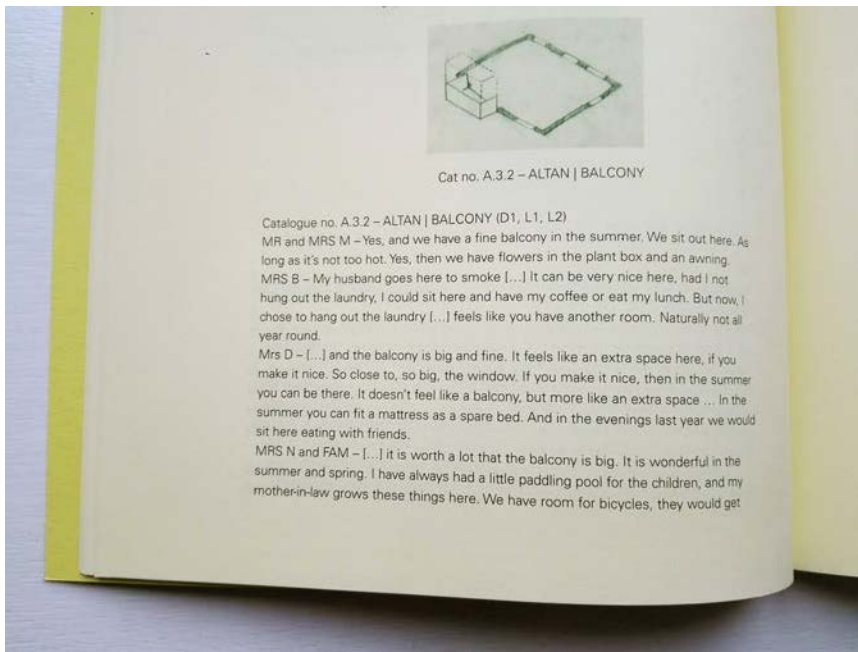 Cat no. A.3.2 – ALTAN | BALCONY
Catalogue no. A.3.2 – ALTAN | BALCONY (D1, L1, L2)
MR and MRS M – Yes, and we have a fine balcony in the summer. We sit out here. As
long as it's not too hot. Yes, then we have flowers in the plant box and an awning.
MRS B – My husband goes here to smoke [...] It can be very nice here, had I not
hung out the laundry, I could sit here and have my coffee or eat my lunch. But now, I
chose to hang out the laundry [...] feels like you have another room. Naturally not all
year round.
Mrs D – [...] and the balcony is big and fine. It feels like an extra space here, if you
make it nice. So close to, so big, the window. If you make it nice, then in the summer
you can be there. It doesn't feel like a balcony, but more like an extra space ... In the
summer you can fit a mattress as a spare bed. And in the evenings last year we would
sit here eating with friends.
MRS N and FAM – [...] it is worth a lot that the balcony is big. It is wonderful in the
summer and spring. I have always had a little paddling pool for the children, and my
mother-in-law grows these things here. We have room for bicycles, they would get